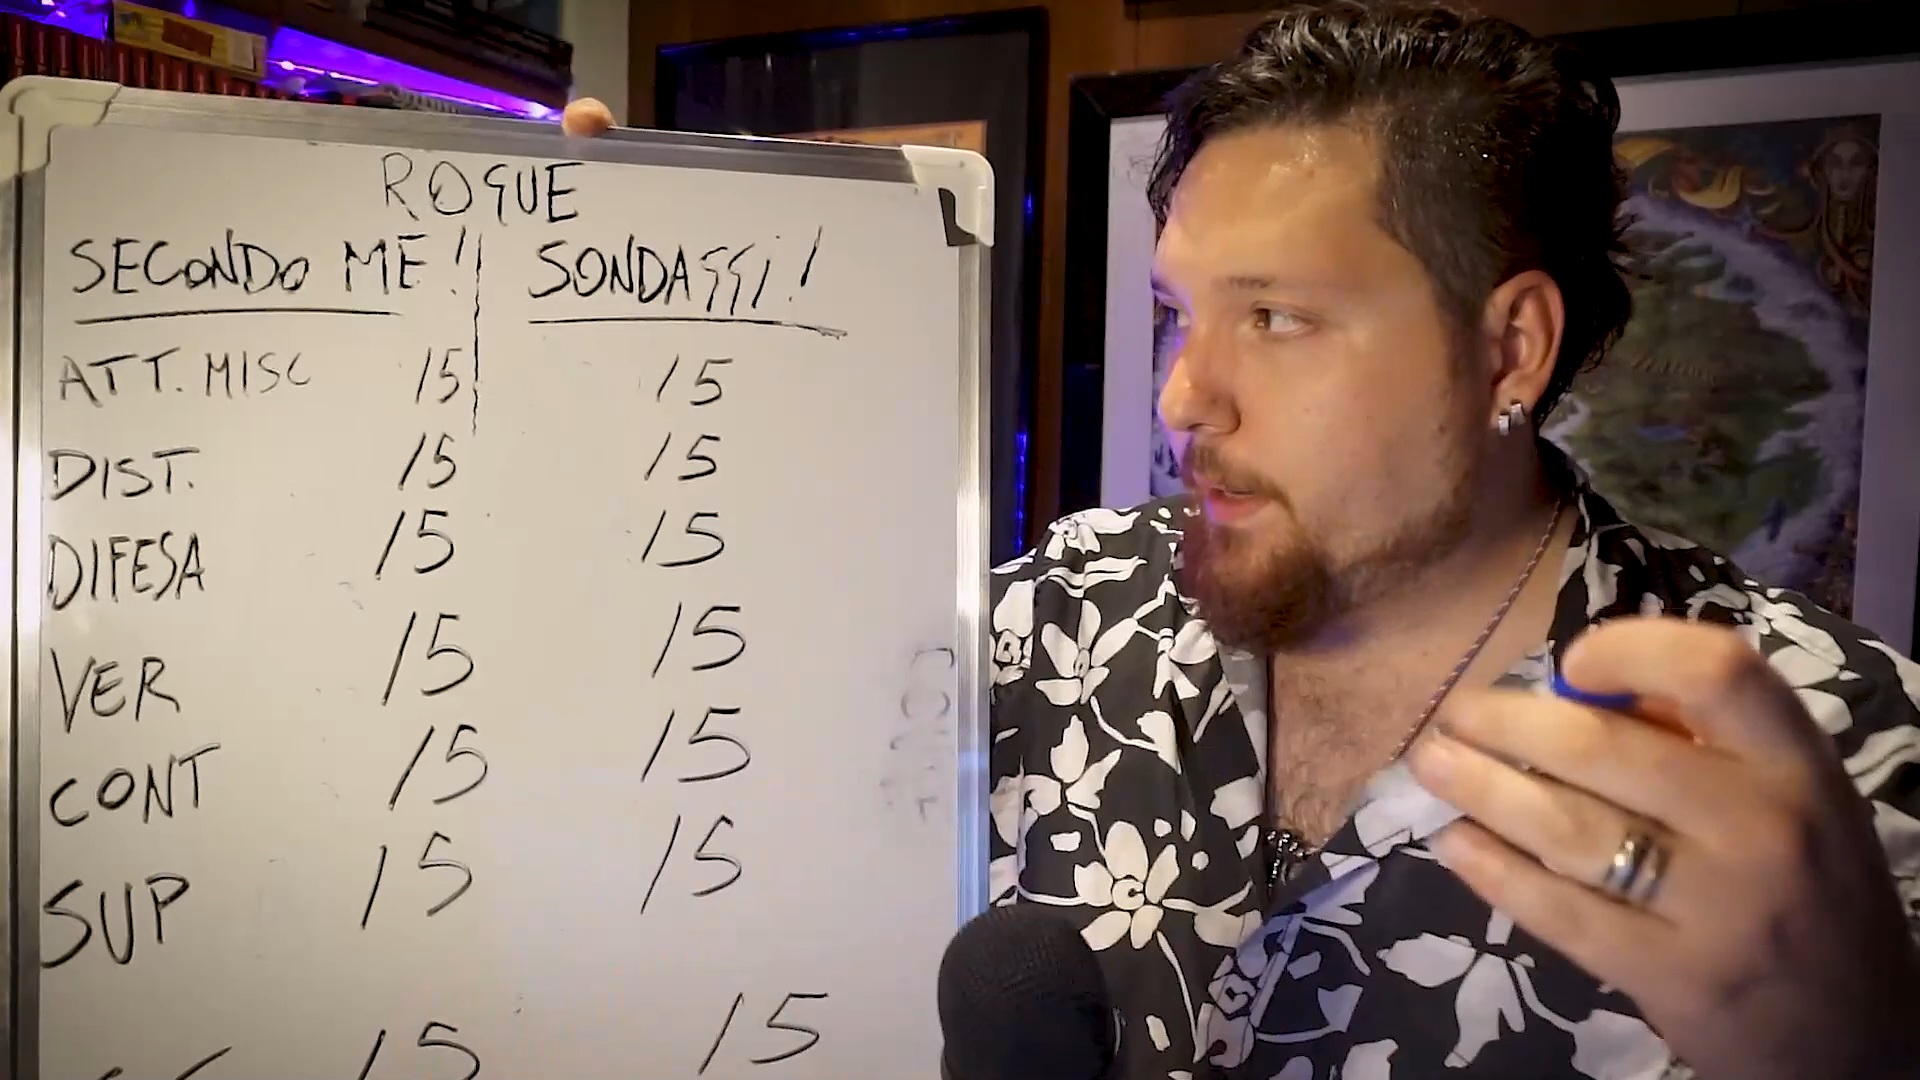 ROGUE
SECONDO ME! SONDAGGI!
ATT. MISC /5 /5
DIST. /5 /5
DIFESA /5 /5
VER /5 /5
CONT /5 /5
SUP /5 /5
/5 /5